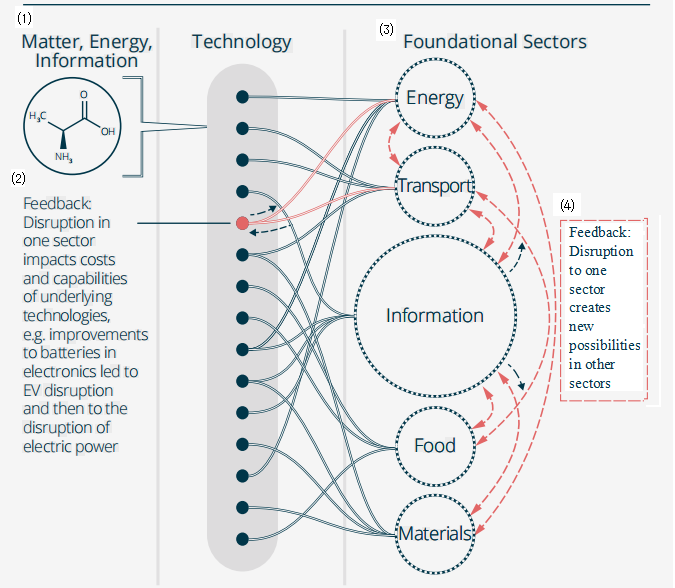 (1)
Matter, Energy,
Information
Technology
(3)
Foundational Sectors
O
H₃C
OH
NH₂
(2)
Feedback:
Disruption in
one sector
impacts costs
and capabilities
of underlying
technologies,
e.g. improvements
to batteries in
electronics led to
EV disruption
and then to the
disruption of
electric power
Energy
Transport
Information
Food
Materials
(4)
Feedback:
Disruption
to one
sector
creates
new
possibilities
in other
sectors